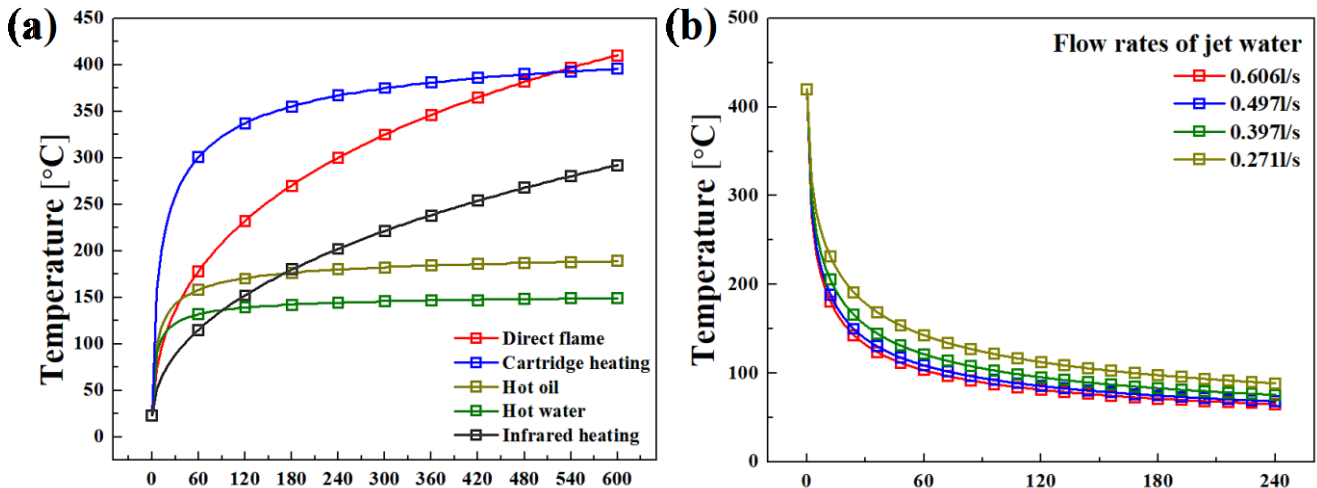 (a)
Temperature [°C]
450
400
350
300
250
200
150
100
50
0
Direct flame
Cartridge heating
Hot oil
Hot water
Infrared heating
0 60 120 180 240 300 360 420 480 540 600
(b)
Temperature [°C]
500
400
300
200
100
0
Flow rates of jet water
0.606l/s
0.497l/s
0.397l/s
0.271l/s
0 60 120 180 240